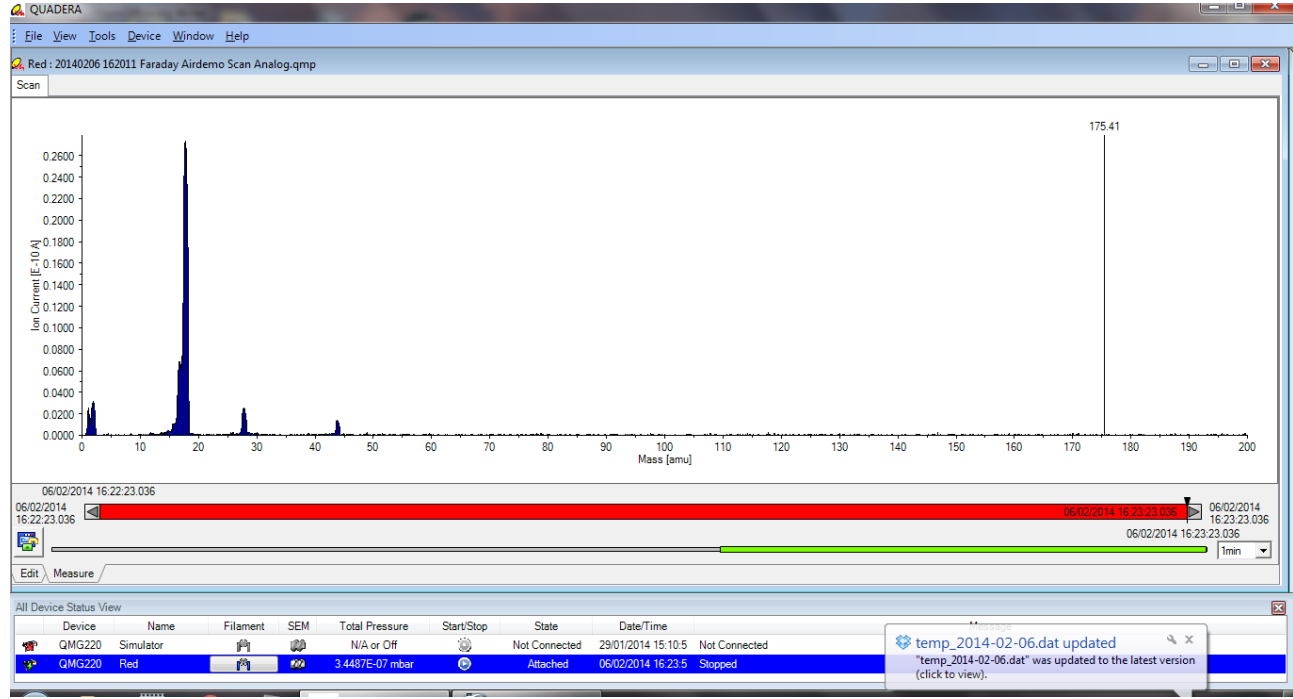 QUADERA
File View Tools Device Window Help
Red : 20140206 162011 Faraday Airdemo Scan Analog.qmp
Scan
175.41
0.2600
0.2400
0.2200
0.2000
0.1800
0.1600
0.1400
0.1200
0.1000
0.0800
0.0600
0.0400
0.0200
0.0000
Ion Current [E-10 A]
0 10 20 30 40 50 60 70 80 90 100 110 120 130 140 150 160 170 180 190 200
Mass [amu]
06/02/2014 16:22:23.036
06/02/2014
16:22:23.036
06/02/2014 16:23:23.036
06/02/2014
16:23:23.036
06/02/2014 16:23:23.036
1min
Edit Measure
All Device Status View
Device Name Filament SEM Total Pressure Start/Stop State Date/Time Message
QMG220 Simulator N/A or Off Not Connected 29/01/2014 15:10:5 Not Connected
QMG220 Red 3.4487E-07 mbar Attached 06/02/2014 16:23:5 Stopped
temp_2014-02-06.dat updated
"temp_2014-02-06.dat" was updated to the latest version
(click to view).